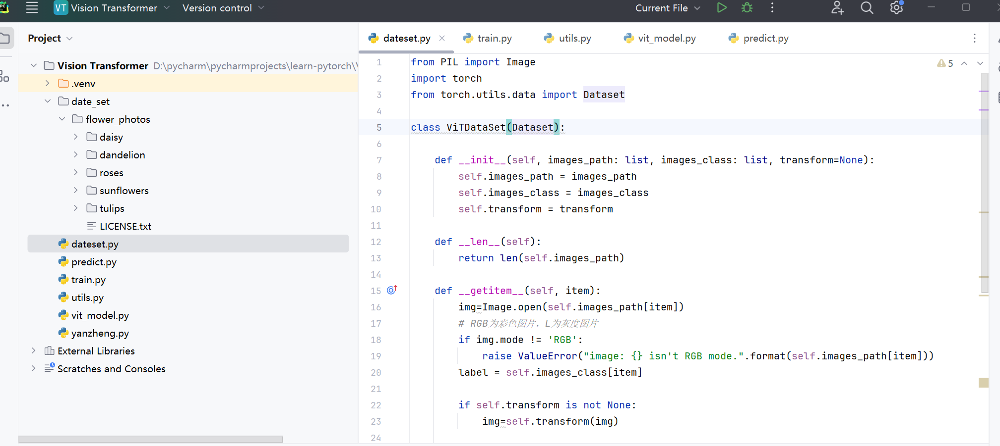 VT Vision Transformer Version control Current File
Project
dateset.py train.py utils.py vit_model.py predict.py
Vision Transformer D:\pycharm\pycharmprojects\learn-pytorch\
.venv
date_set
flower_photos
daisy
dandelion
roses
sunflowers
tulips
LICENSE.txt
dateset.py
predict.py
train.py
utils.py
vit_model.py
yanzheng.py
External Libraries
Scratches and Consoles
5
1 from PIL import Image
2 import torch
3 from torch.utils.data import Dataset
4
5 class ViTDataSet(Dataset):
6
7 def __init__(self, images_path: list, images_class: list, transform=None):
8 self.images_path = images_path
9 self.images_class = images_class
10 self.transform = transform
11
12 def __len__(self):
13 return len(self.images_path)
14
15 def __getitem__(self, item):
16 img=Image.open(self.images_path[item])
17 # RGB为彩色图片，L为灰度图片
18 if img.mode != 'RGB':
19 raise ValueError("image: {} isn't RGB mode.".format(self.images_path[item]))
20 label = self.images_class[item]
21
22 if self.transform is not None:
23 img=self.transform(img)
24